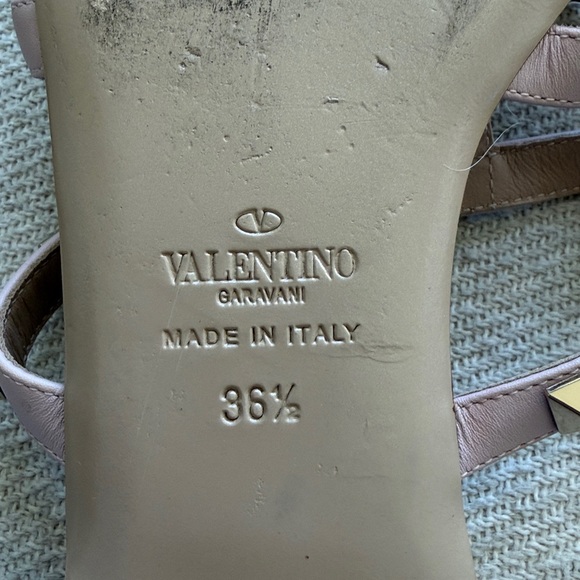 V
VALENTINO
GARAVANI
MADE IN ITALY
36½